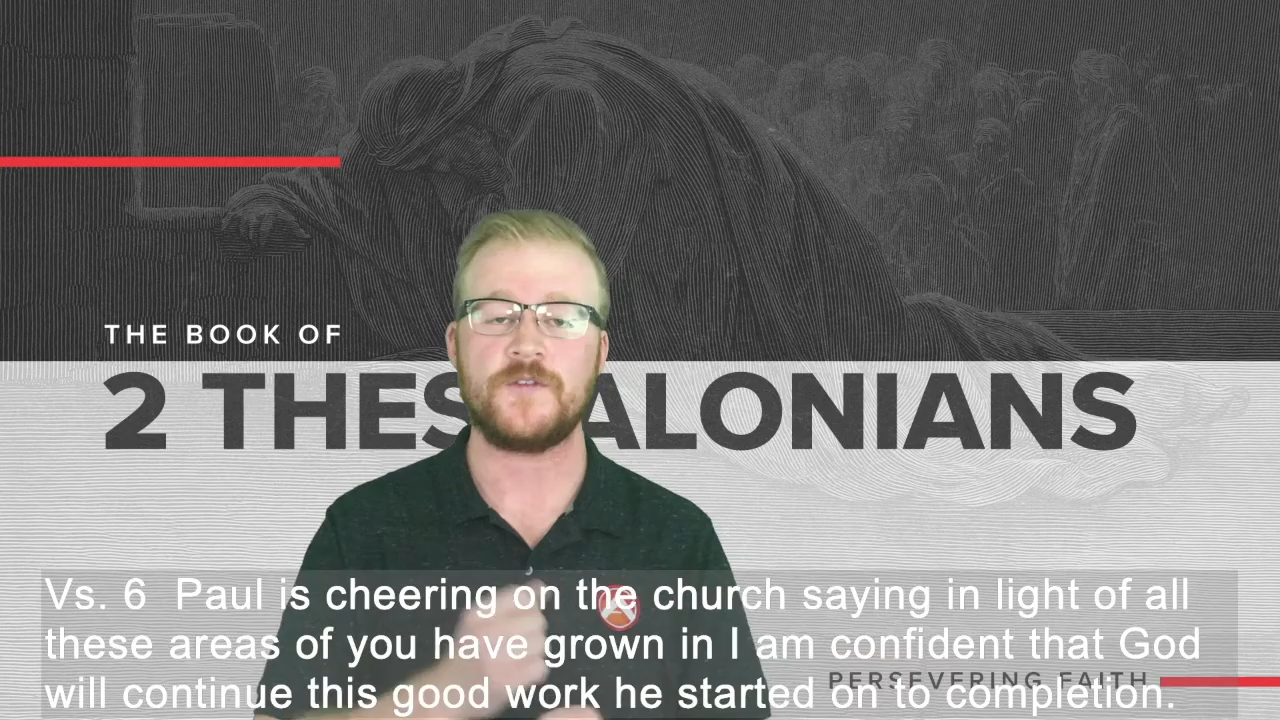 THE BOOK OF
2 THES ALONIANS
Vs. 6 Paul is cheering on the church saying in light of all
these areas of you have grown in I am confident that God
will continue this good work he started on to completion.
PERSEVERING FAITH